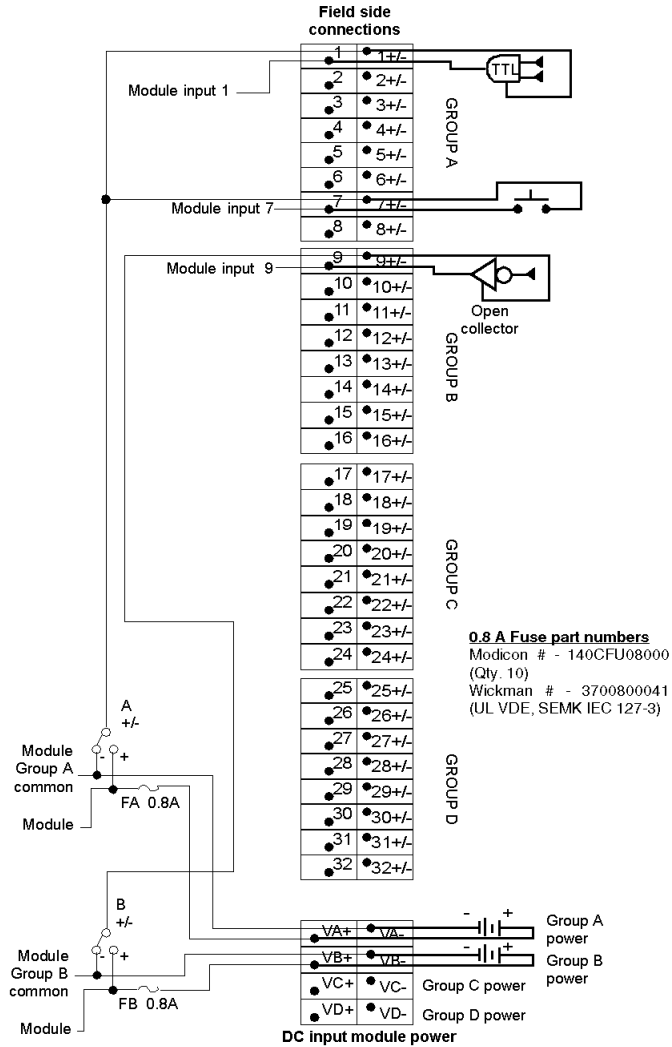 Field side
connections
1 1+/-
TTL
Module input 1
2 2+/-
3 3+/-
4 4+/-
5 5+/-
6 6+/-
GROUP A
7 7+/-
Module input 7
8 8+/-
9 9+/-
Module input 9
10 10+/-
Open
collector
11 11+/-
12 12+/-
13 13+/-
14 14+/-
15 15+/-
16 16+/-
GROUP B
17 17+/-
18 18+/-
19 19+/-
20 20+/-
21 21+/-
22 22+/-
23 23+/-
24 24+/-
GROUP C
0.8 A Fuse part numbers
Modicon # - 140CFU08000
(Qty. 10)
Wickman # - 3700800041
(UL VDE, SEMK IEC 127-3)
25 25+/-
26 26+/-
27 27+/-
28 28+/-
29 29+/-
30 30+/-
31 31+/-
32 32+/-
GROUP D
A
+/-
- +
Module
Group A
common
FA 0.8A
Module
B
+/-
- +
Module
Group B
common
FB 0.8A
Module
VA+ VA-
- +
Group A
power
VB+ VB-
- +
Group B
power
VC+ VC- Group C power
VD+ VD- Group D power
DC input module power